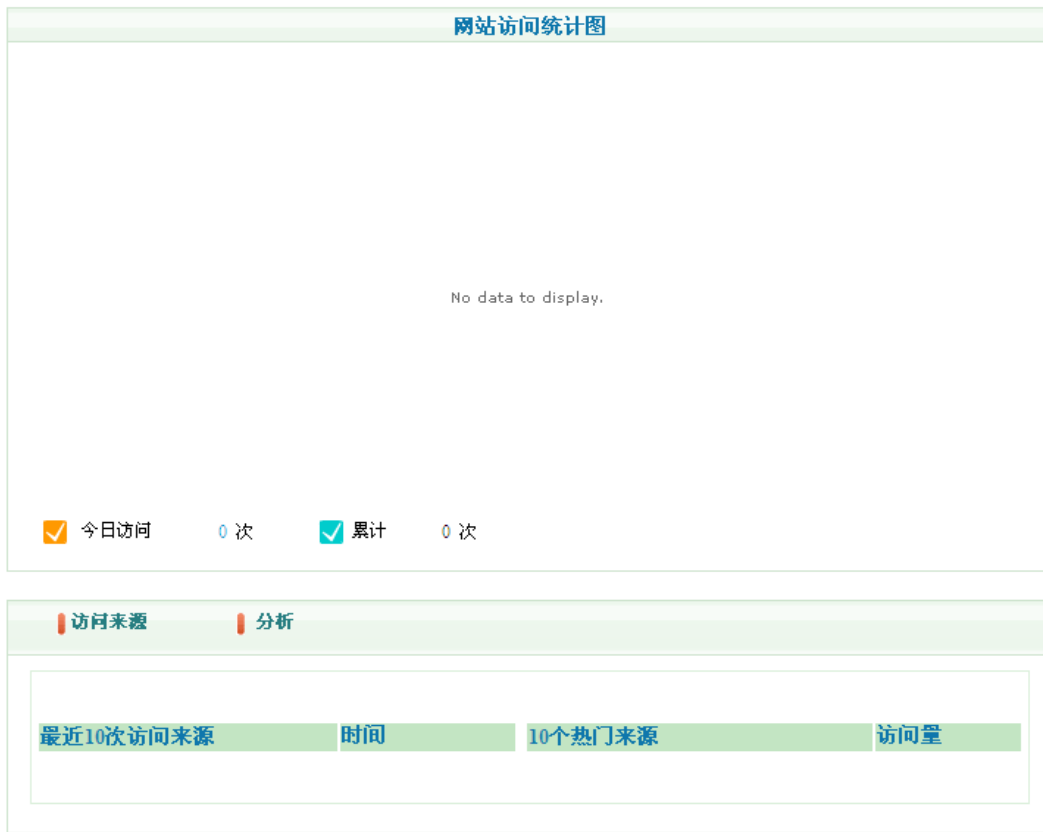 网站访问统计图
No data to display.
今日访问 0 次 累计 0 次
访问来源 分析
最近10次访问来源 时间 10个热门来源 访问量